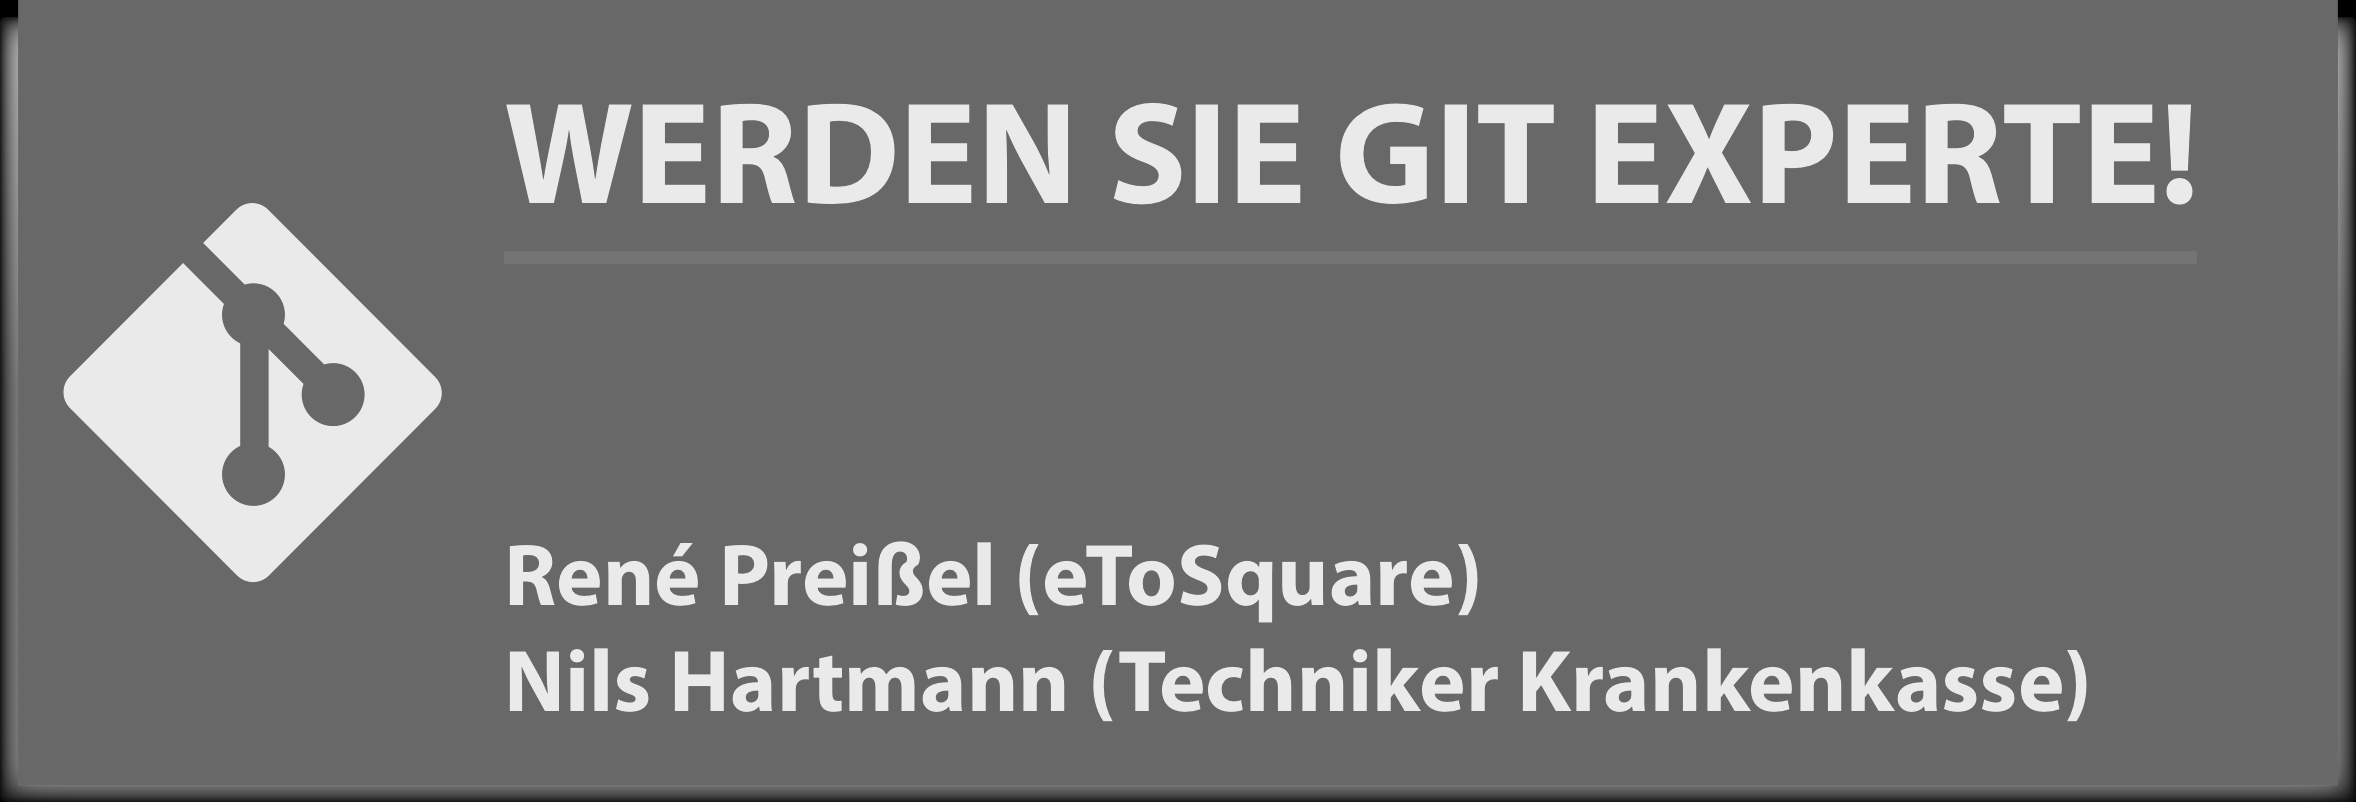 WERDEN SIE GIT EXPERTE!
René Preißel (eToSquare)
Nils Hartmann (Techniker Krankenkasse)